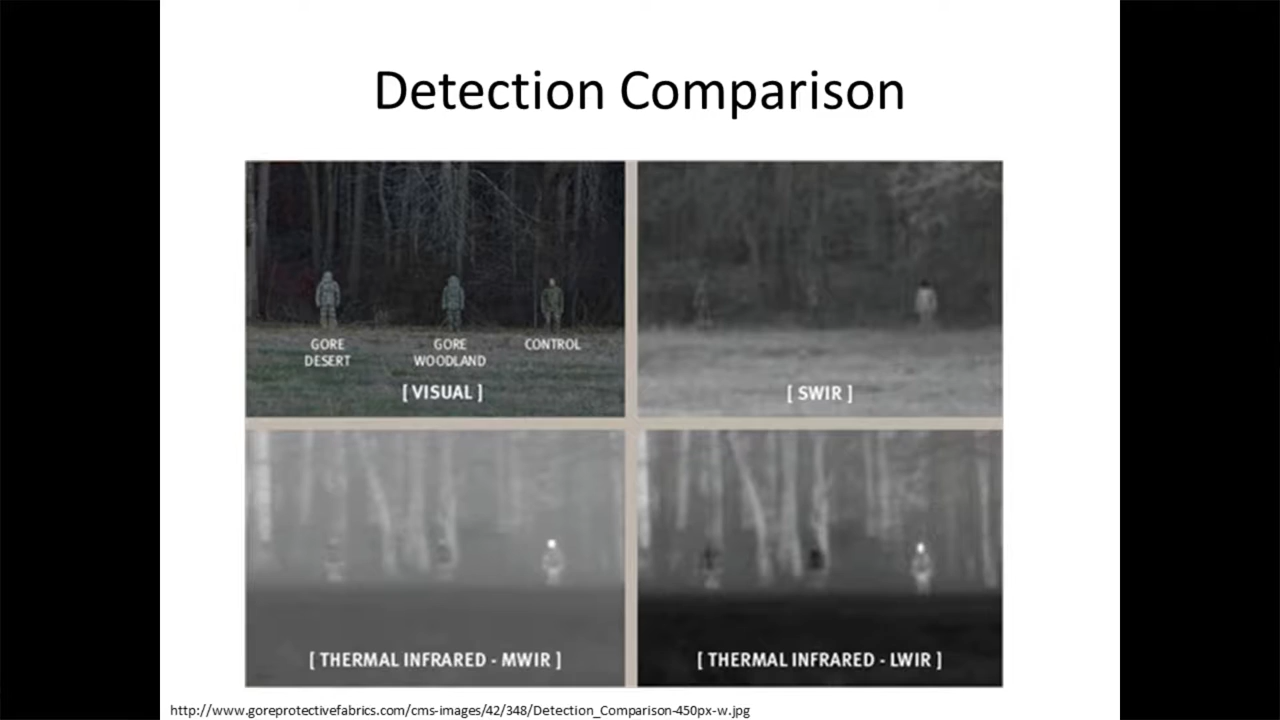 Detection Comparison
GORE
DESERT
GORE
WOODLAND
CONTROL
[ VISUAL ]
[ SWIR ]
[ THERMAL INFRARED - MWIR ]
[ THERMAL INFRARED - LWIR ]
http://www.goreprotectivefabrics.com/cms-images/42/348/Detection_Comparison-450px-w.jpg